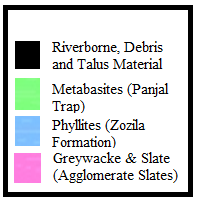 Riverborne, Debris
and Talus Material
Metabasites (Panjal
Trap)
Phyllites (Zozila
Formation)
Greywacke & Slate
(Agglomerate Slates)